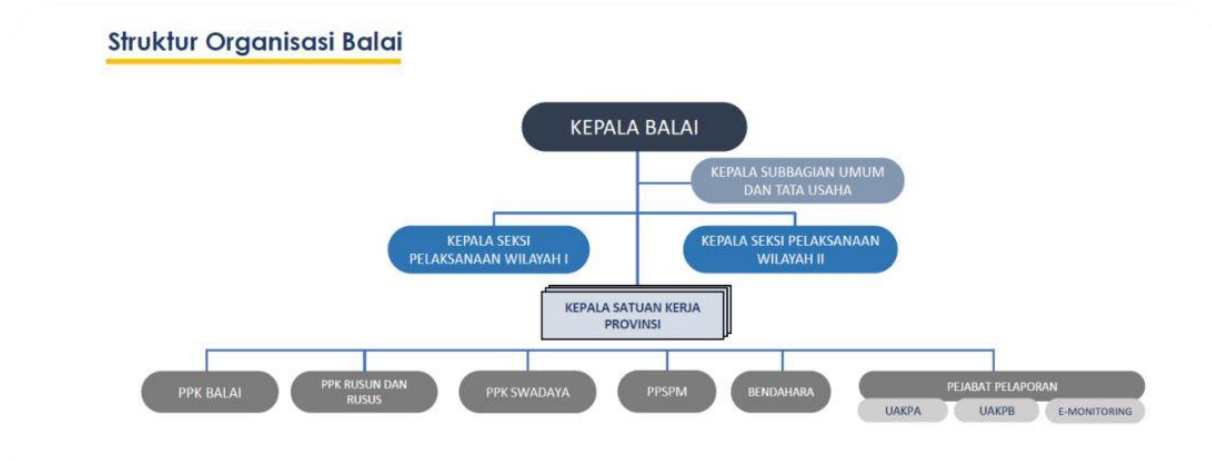 Struktur Organisasi Balai
KEPALA BALAI
KEPALA SUBBAGIAN UMUM
DAN TATA USAHA
KEPALA SEKSI
PELAKSANAAN WILAYAH I
KEPALA SEKSI PELAKSANAAN
WILAYAH II
KEPALA SATUAN KERJA
PROVINSI
PPK BALAI
PPK RUSUN DAN
RUSUS
PPK SWADAYA
PPSPM
BENDAHARA
PEJABAT PELAPORAN
UAKPA
UAKPB
E-MONITORING